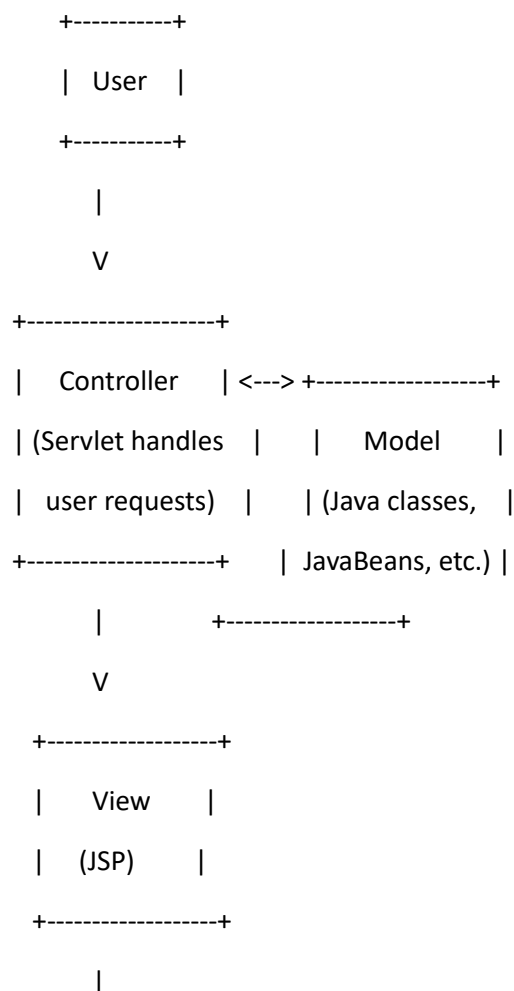 +-----------+
| User |
+-----------+
|
V
+---------------------+
| Controller | <---> +-------------------+
| (Servlet handles | | Model |
| user requests) | | (Java classes, |
+---------------------+ | JavaBeans, etc.) |
| +-------------------+
V
+-------------------+
| View |
| (JSP) |
+-------------------+
|